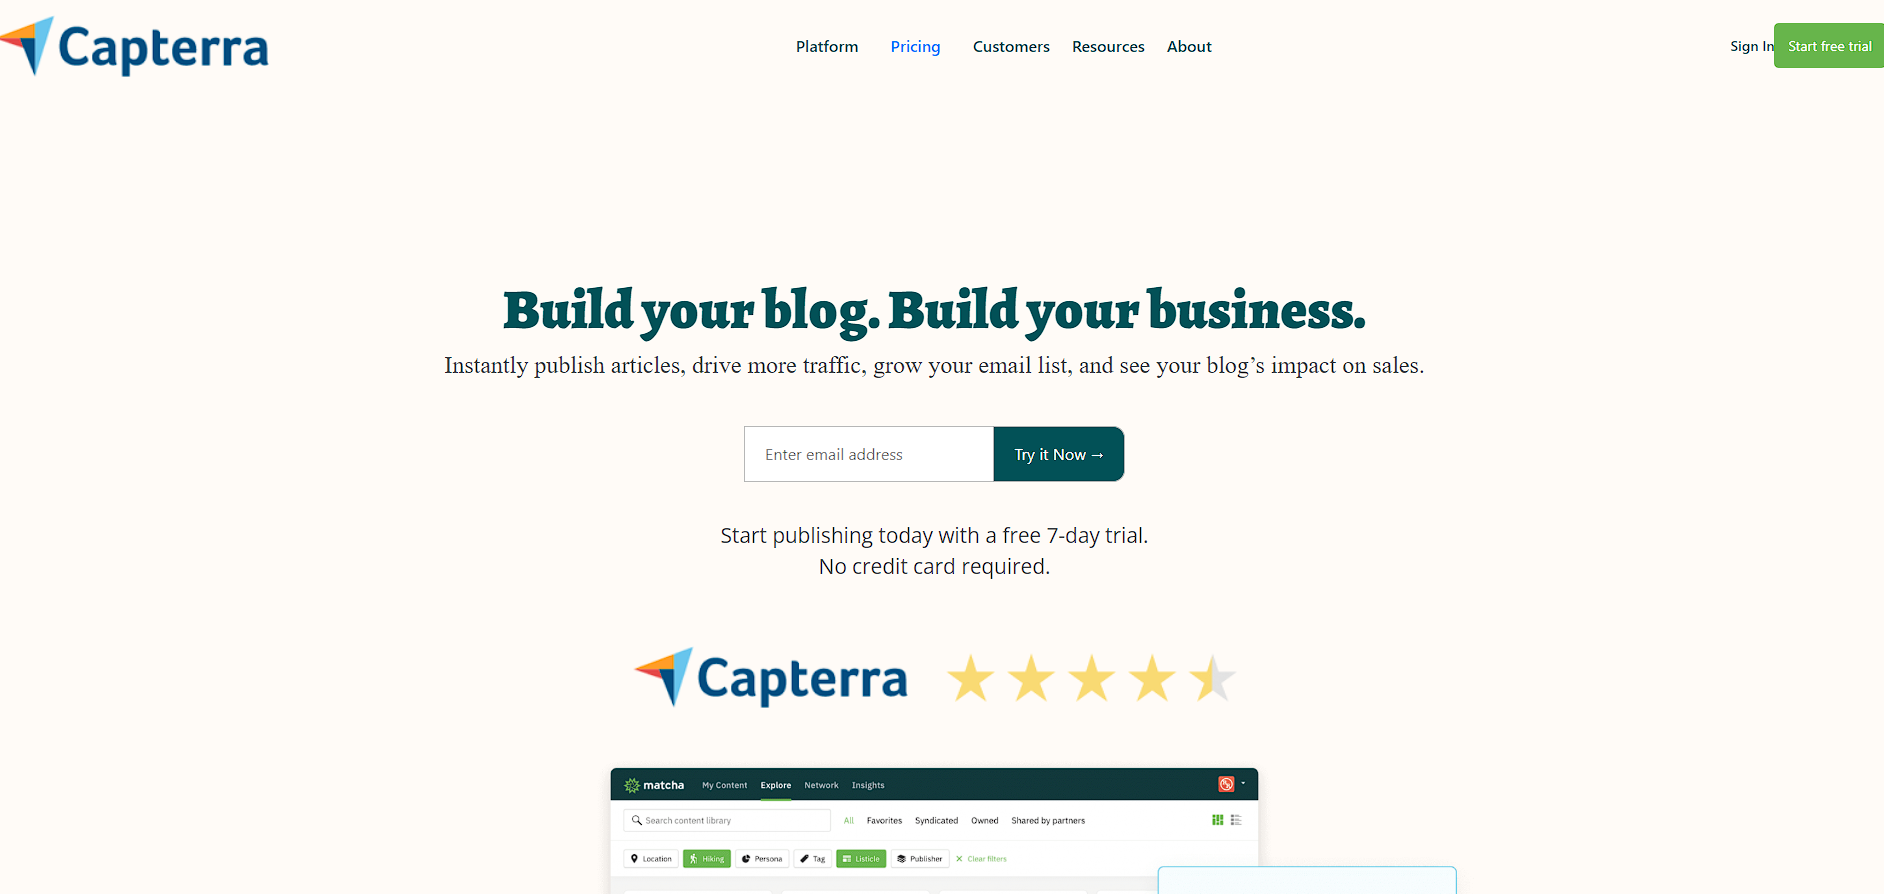 Capterra
Platform Pricing Customers Resources About
Sign In Start free trial
Build your blog. Build your business.
Instantly publish articles, drive more traffic, grow your email list, and see your blog’s impact on sales.
Enter email address Try it Now →
Start publishing today with a free 7-day trial.
No credit card required.
Capterra
matcha My Content Explore Network Insights
Search content library All Favorites Syndicated Owned Shared by partners
Location Hiking Persona Tag Listicle Publisher × Clear filters